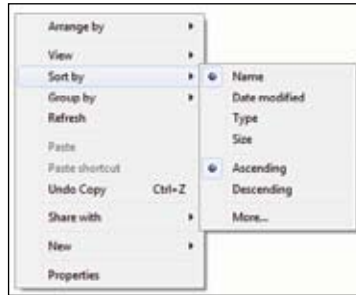 Arrange by
View
Sort by
Group by
Refresh
Paste
Paste shortcut
Undo Copy Ctrl+Z
Share with
New
Properties
Name
Date modified
Type
Size
Ascending
Descending
More...